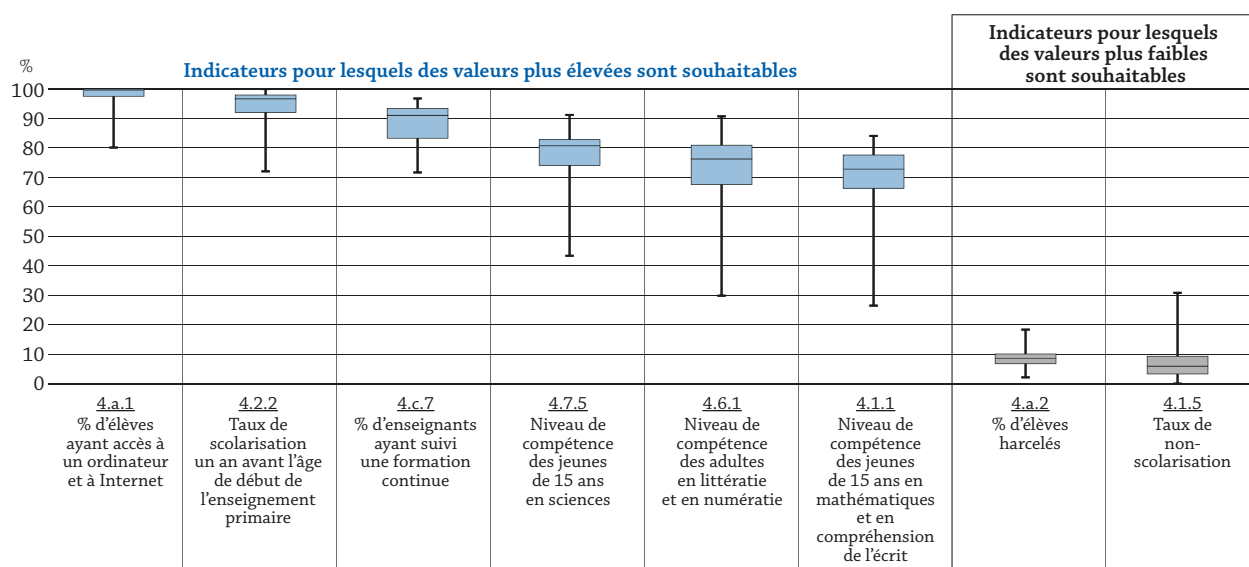 Indicateurs pour lesquels
des valeurs plus faibles
sont souhaitables
%
Indicateurs pour lesquels des valeurs plus élevées sont souhaitables
100
90
80
70
60
50
40
30
20
10
0
4.a.1
% d'élèves
ayant accès à
un ordinateur
et à Internet
4.2.2
Taux de
scolarisation
un an avant l'âge
de début de
l'enseignement
primaire
4.c.7
% d'enseignants
ayant suivi
une formation
continue
4.7.5
Niveau de
compétence
des jeunes
de 15 ans
en sciences
4.6.1
Niveau de
compétence
des adultes
en littératie
et en numératie
4.1.1
Niveau de
compétence
des jeunes
de 15 ans en
mathématiques
et en
compréhension
de l'écrit
4.a.2
% d'élèves
harcelés
4.1.5
Taux de
non-
scolarisation